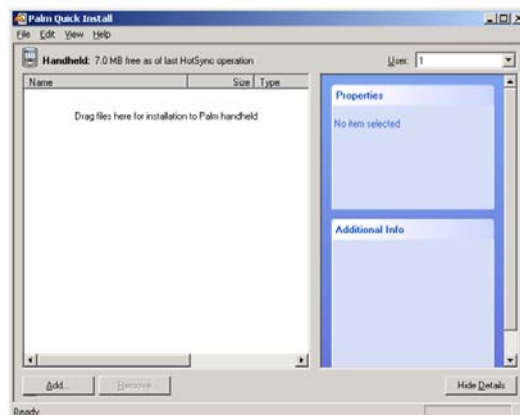 Palm Quick Install
File Edit View Help
Handheld: 7.0 MB free as of last HotSync operation User: 1
Name Size Type
Drag files here for installation to Palm handheld
Properties
No item selected
Additional Info
Add... Remove Hide Details
Ready